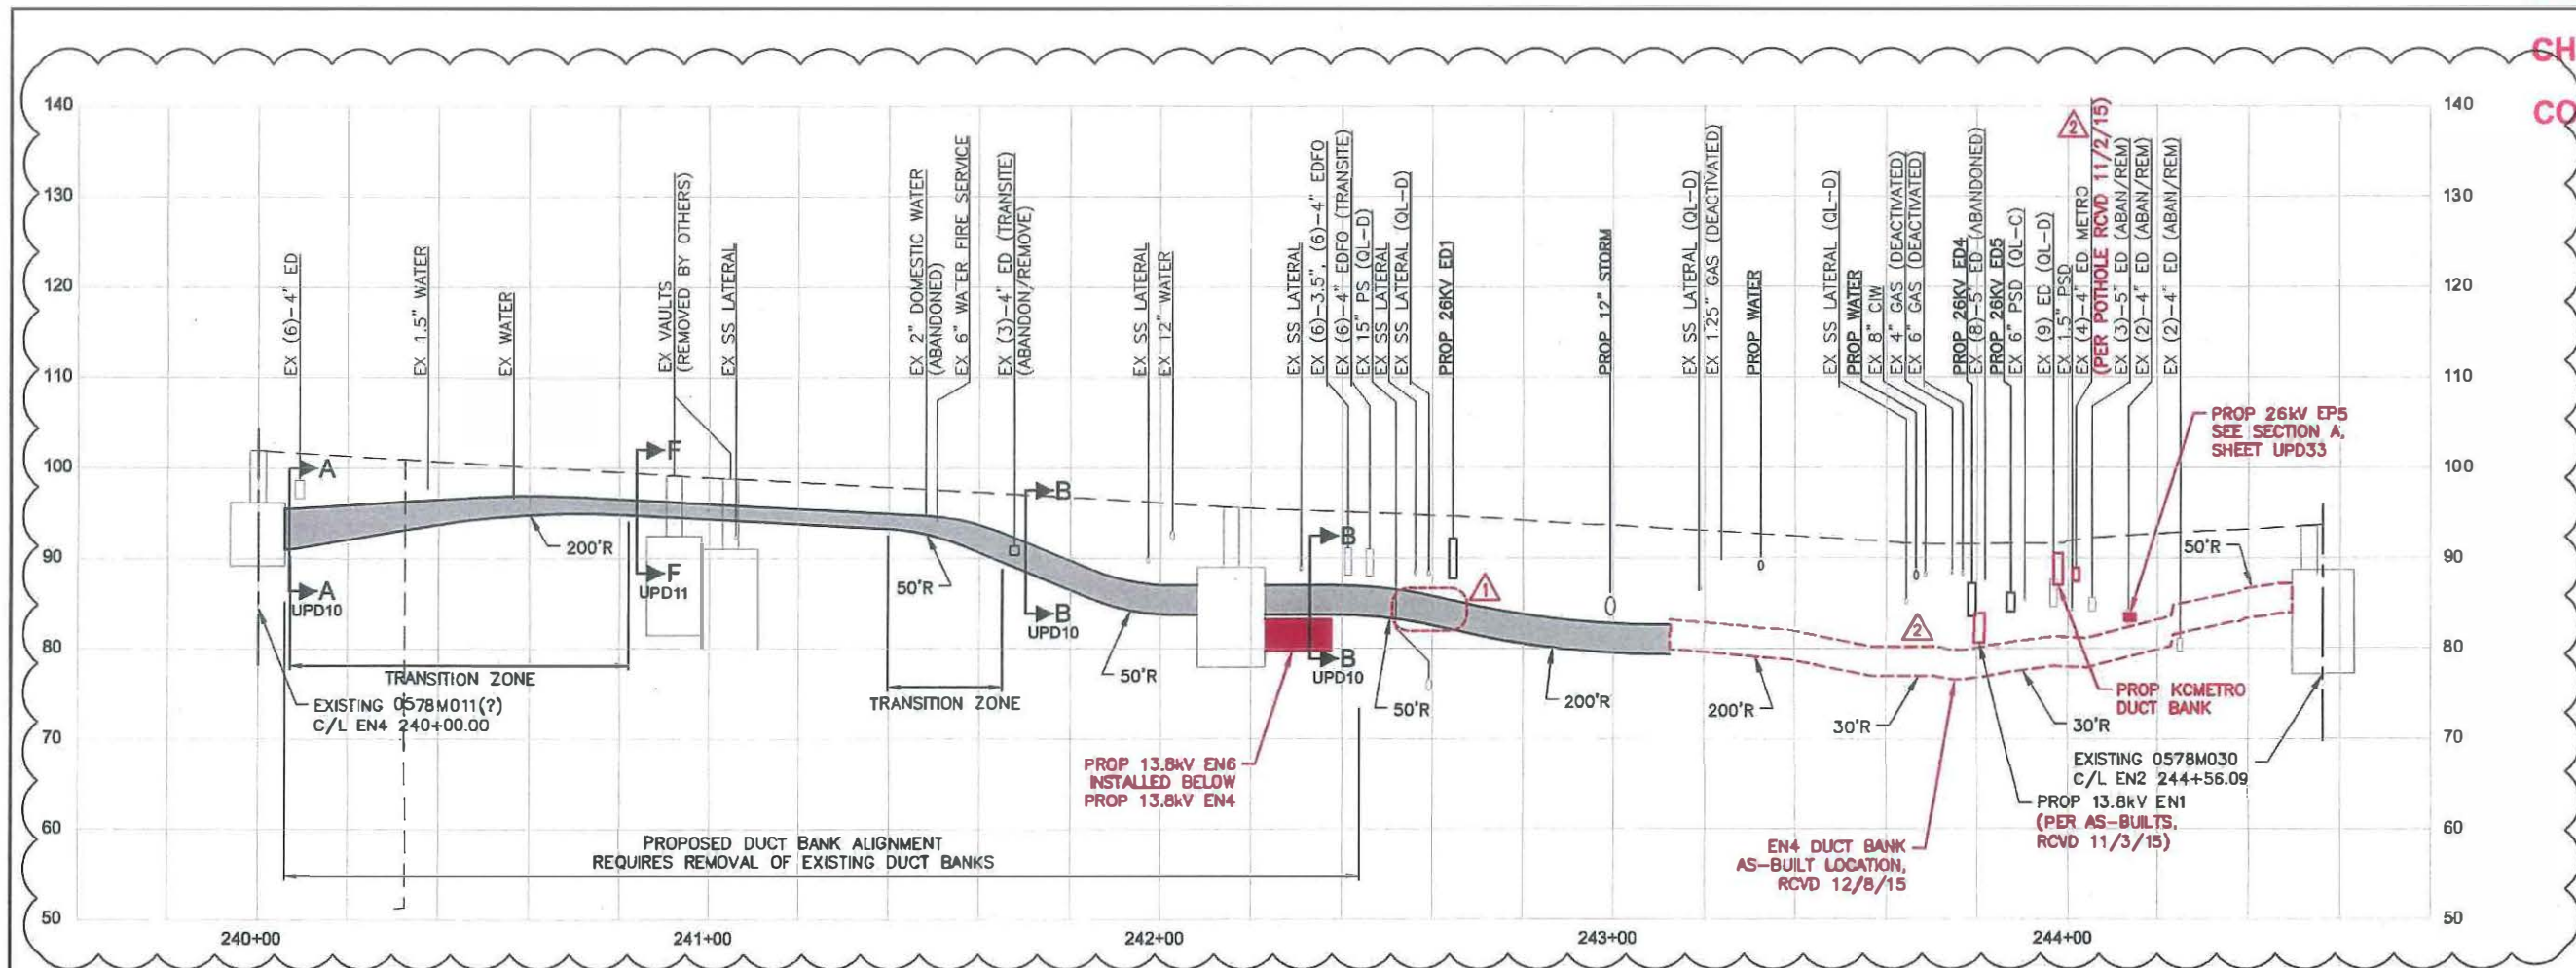 CH
CO
140
130
120
110
100
90
80
70
60
50
140
130
120
110
100
90
80
70
60
50
EX (6)-4" ED
EX 1.5" WATER
EX WATER
EX VAULTS
(REMOVED BY OTHERS)
EX SS LATERAL
EX 2" DOMESTIC WATER
(ABANDONED)
EX 6" WATER FIRE SERVICE
EX (3)-4" ED (TRANSITE)
(ABANDON/REMOVE)
EX SS LATERAL
EX 12" WATER
EX SS LATERAL
EX (6)-3.5", (6)-4" EDFO
EX (6)-4" EDFO (TRANSITE)
EX 15" PS (QL-D)
EX SS LATERAL
EX SS LATERAL (QL-D)
PROP 26KV ED1
PROP 12" STORM
EX SS LATERAL (QL-D)
EX 1.25" GAS (DEACTIVATED)
PROP WATER
EX SS LATERAL (QL-D)
PROP WATER
EX 8" CIW
EX 4" GAS (DEACTIVATED)
EX 6" GAS (DEACTIVATED)
PROP 26KV ED4
EX (8)-5" ED (ABANDONED)
PROP 26KV ED5
EX 6" PSD (QL-C)
EX (9) ED (QL-D)
EX 1.5" PSD
EX (4)-4" ED METRO
(PER POTHOLE RCVD 11/2/15)
EX (3)-5" ED (ABAN/REM)
EX (2)-4" ED (ABAN/REM)
EX (2)-4" ED (ABAN/REM)
2
PROP 26kV EP5
SEE SECTION A,
SHEET UPD33
A
A
UPD10
F
F
UPD11
B
B
UPD10
B
B
UPD10
200'R
50'R
50'R
50'R
200'R
200'R
30'R
30'R
50'R
1
2
TRANSITION ZONE
TRANSITION ZONE
EXISTING 0578M011(?)
C/L EN4 240+00.00
PROP 13.8kV EN6
INSTALLED BELOW
PROP 13.8kV EN4
PROP KCMETRO
DUCT BANK
EXISTING 0578M030
C/L EN2 244+56.09
PROP 13.8kV EN1
(PER AS-BUILTS,
RCVD 11/3/15)
EN4 DUCT BANK
AS-BUILT LOCATION,
RCVD 12/8/15
PROPOSED DUCT BANK ALIGNMENT
REQUIRES REMOVAL OF EXISTING DUCT BANKS
240+00
241+00
242+00
243+00
244+00